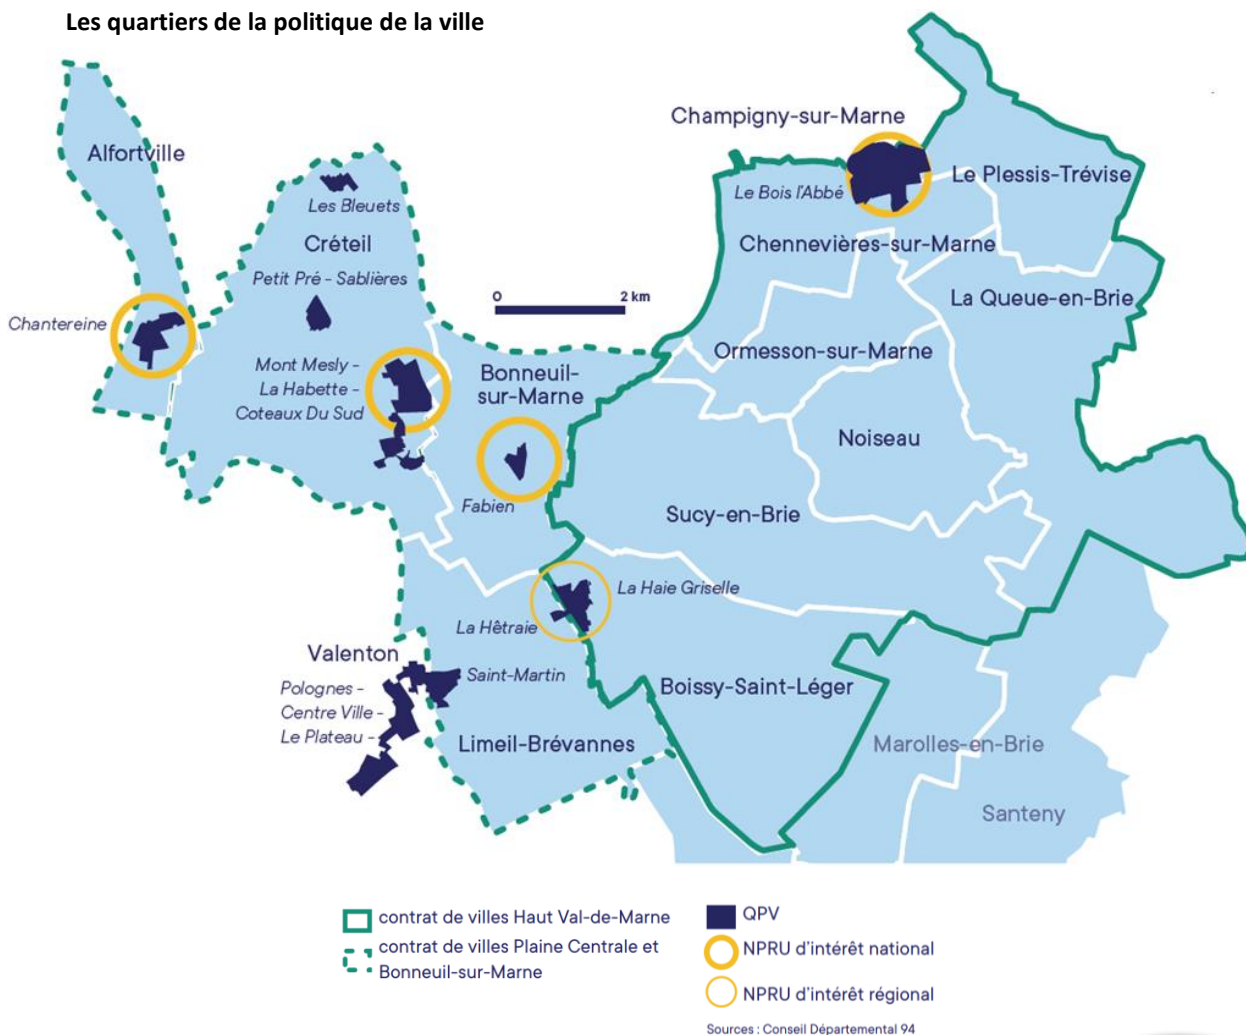 Les quartiers de la politique de la ville
Champigny-sur-Marne
Alfortville
Le Plessis-Trévise
Le Bois l'Abbé
Les Bleuets
Créteil
Chennevières-sur-Marne
Petit Pré - Sablières
0 2 km
La Queue-en-Brie
Chantereine
Mont Mesly -
La Habette -
Coteaux Du Sud
Ormesson-sur-Marne
Bonneuil-
sur-Marne
Noiseau
Fabien
Sucy-en-Brie
La Haie Griselle
La Hêtraie
Valenton
Saint-Martin
Polognes -
Centre Ville -
Le Plateau -
Boissy-Saint-Léger
Limeil-Brévannes
Marolles-en-Brie
Santeny
contrat de villes Haut Val-de-Marne
contrat de villes Plaine Centrale et
Bonneuil-sur-Marne
QPV
NPRU d'intérêt national
NPRU d'intérêt régional
Sources : Conseil Départemental 94